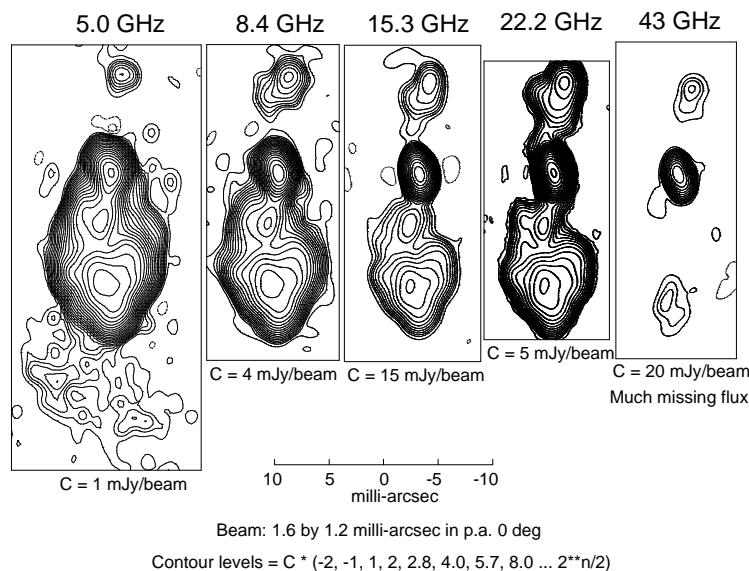 5.0 GHz
8.4 GHz
15.3 GHz
22.2 GHz
43 GHz
C = 1 mJy/beam
C = 4 mJy/beam
C = 15 mJy/beam
C = 5 mJy/beam
C = 20 mJy/beam
Much missing flux
10 5 0 -5 -10
milli-arcsec
Beam: 1.6 by 1.2 milli-arcsec in p.a. 0 deg
Contour levels = C * (-2, -1, 1, 2, 2.8, 4.0, 5.7, 8.0 ... 2**n/2)